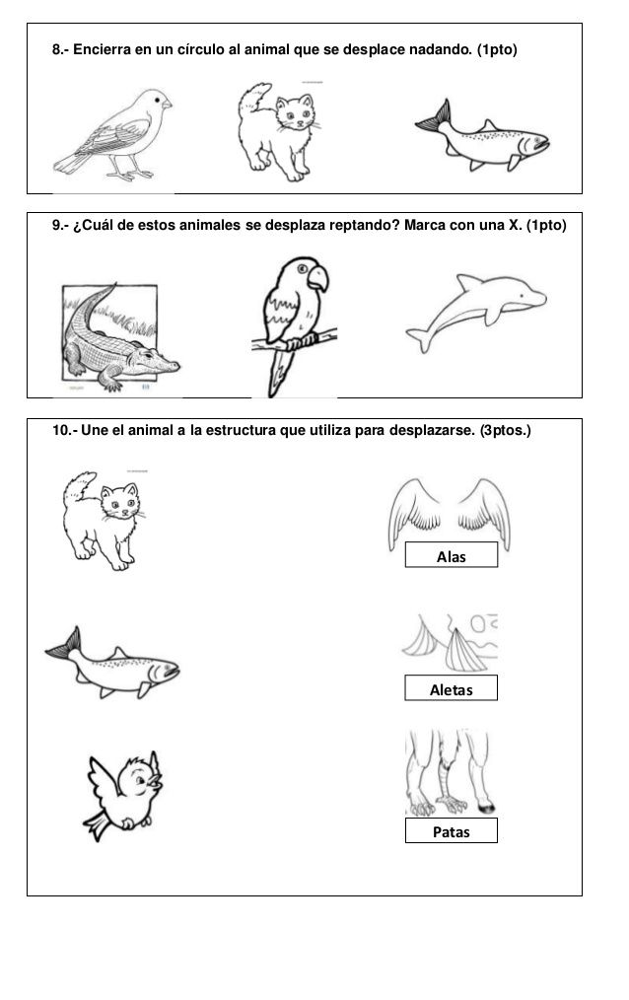 8.- Encierra en un círculo al animal que se desplace nadando. (1pto)
9.- ¿Cuál de estos animales se desplaza reptando? Marca con una X. (1pto)
10.- Une el animal a la estructura que utiliza para desplazarse. (3ptos.)
Alas
Aletas
Patas